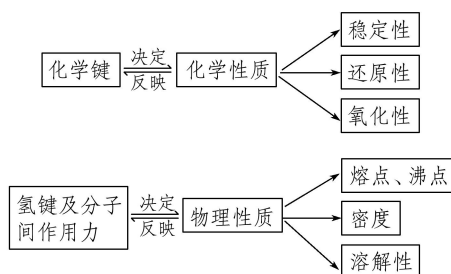 稳定性
化学键
决定
反映
化学性质
还原性
氧化性
熔点、沸点
氢键及分子
间作用力
决定
反映
物理性质
密度
溶解性